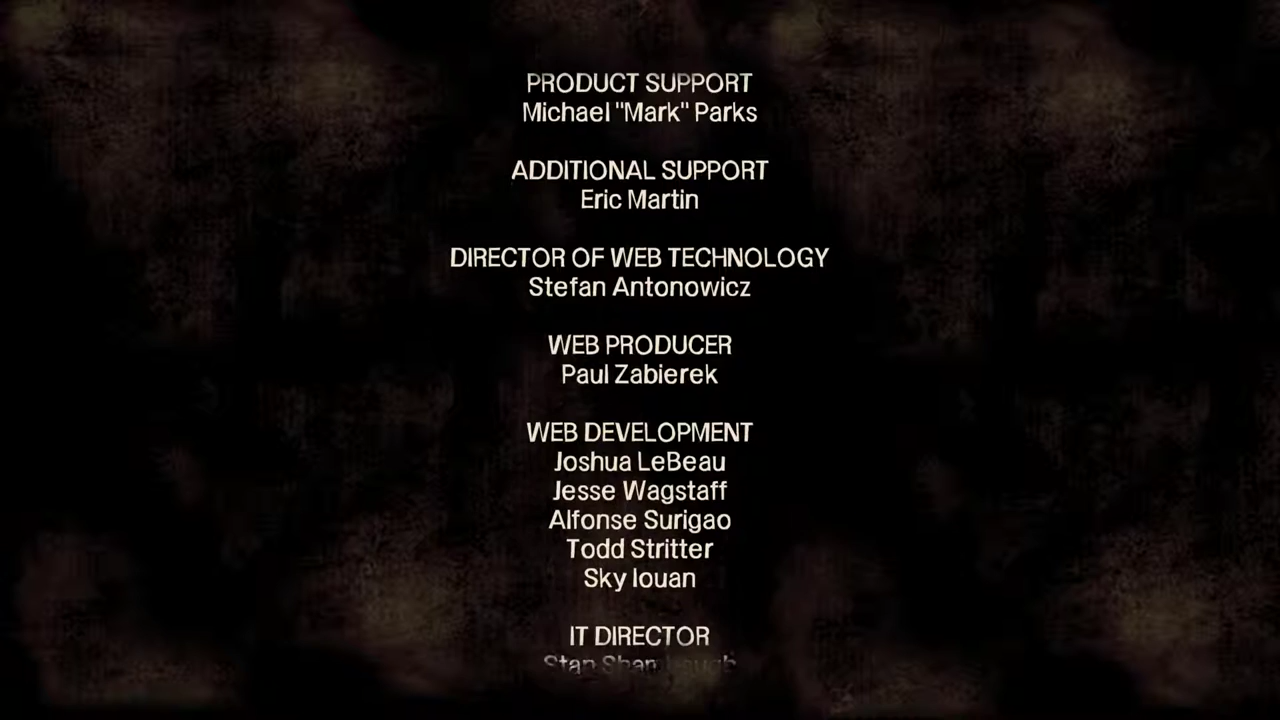 PRODUCT SUPPORT
Michael "Mark" Parks
ADDITIONAL SUPPORT
Eric Martin
DIRECTOR OF WEB TECHNOLOGY
Stefan Antonowicz
WEB PRODUCER
Paul Zabierek
WEB DEVELOPMENT
Joshua LeBeau
Jesse Wagstaff
Alfonse Surigao
Todd Stritter
Sky Iouan
IT DIRECTOR
Stan